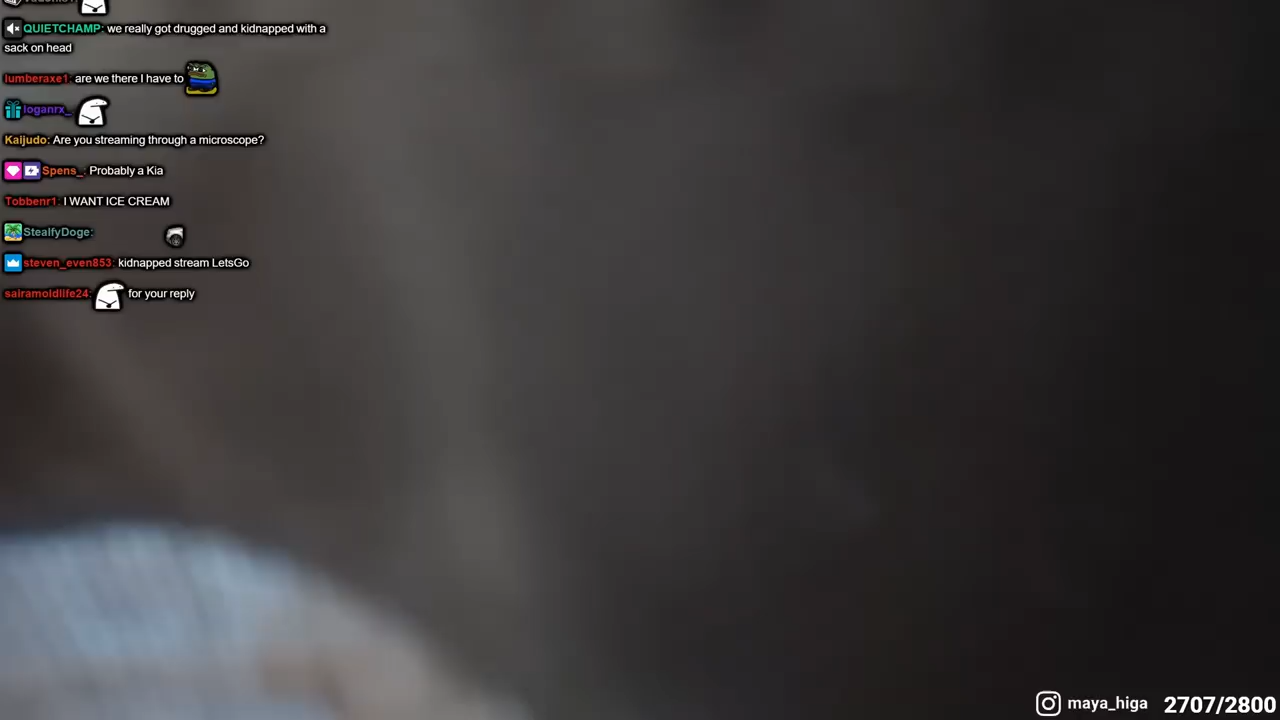 QUIETCHAMP: we really got drugged and kidnapped with a
sack on head
lumberaxe1: are we there I have to
loganrx_
Kaijudo: Are you streaming through a microscope?
Spens_: Probably a Kia
Tobbenr1: I WANT ICE CREAM
StealfyDoge:
steven_even853: kidnapped stream LetsGo
sairamoldlife24: for your reply
maya_higa 2707/2800